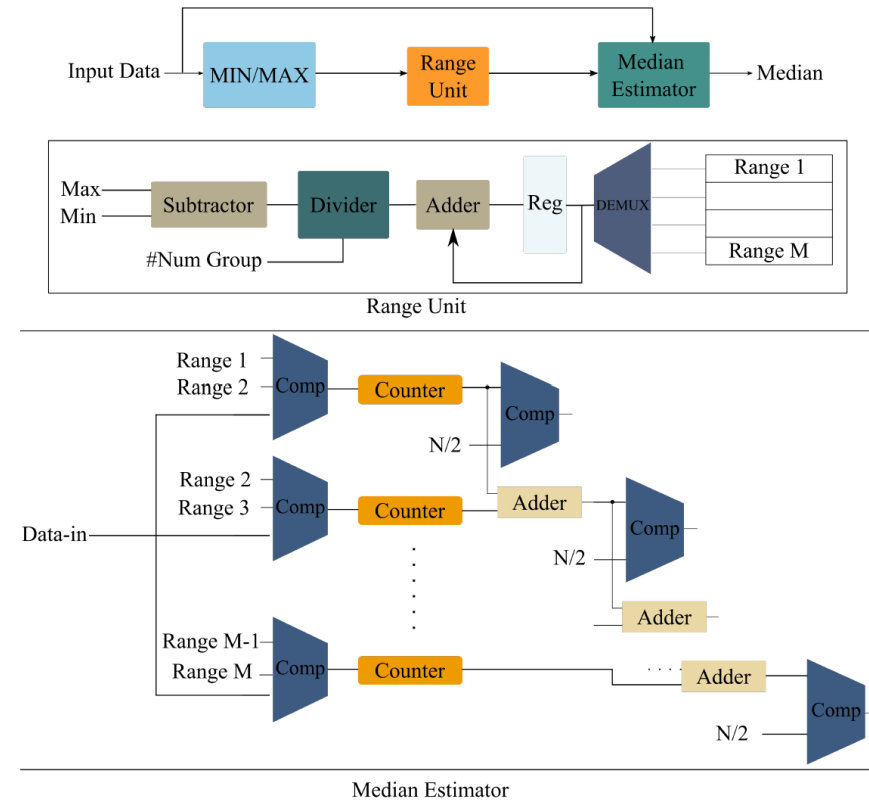 Input Data
MIN/MAX
Range
Unit
Median
Estimator
Median
Max
Min
Subtractor
Divider
Adder
Reg
DEMUX
Range 1
Range M
#Num Group
Range Unit
Range 1
Range 2
Comp
Counter
Comp
N/2
Range 2
Range 3
Comp
Counter
Adder
Comp
N/2
Data-in
Adder
Range M-1
Range M
Comp
Counter
Adder
Comp
N/2
Median Estimator